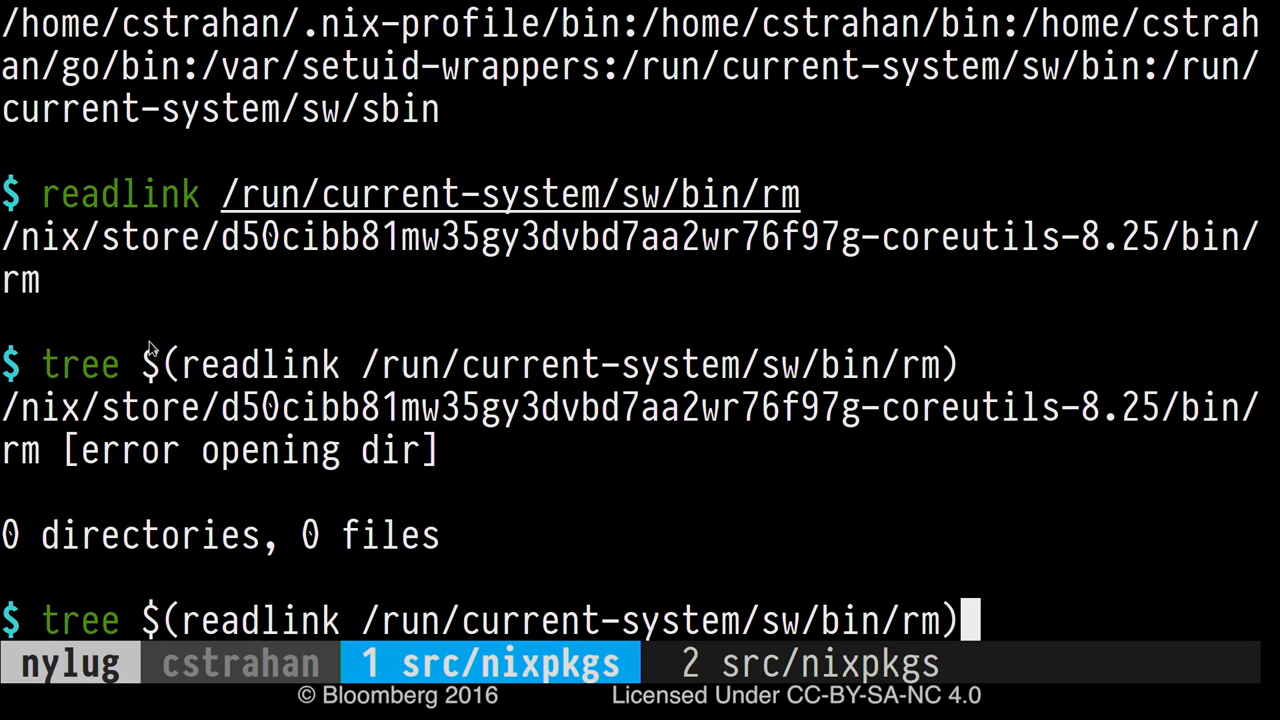 /home/cstrahan/.nix-profile/bin:/home/cstrahan/bin:/home/cstrah
an/go/bin:/var/setuid-wrappers:/run/current-system/sw/bin:/run/
current-system/sw/sbin
$ readlink /run/current-system/sw/bin/rm
/nix/store/d50cibb81mw35gy3dvbd7aa2wr76f97g-coreutils-8.25/bin/
rm
$ tree $(readlink /run/current-system/sw/bin/rm)
/nix/store/d50cibb81mw35gy3dvbd7aa2wr76f97g-coreutils-8.25/bin/
rm [error opening dir]
0 directories, 0 files
$ tree $(readlink /run/current-system/sw/bin/rm)
nylug cstrahan 1 src/nixpkgs 2 src/nixpkgs
© Bloomberg 2016 Licensed Under CC-BY-SA-NC 4.0